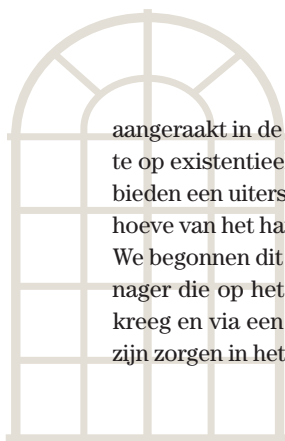 aangeraakt in de
te op existentiee
bieden een uiters
hoeve van het ha
We begonnen dit
nager die op het
kreeg en via een
zijn zorgen in het